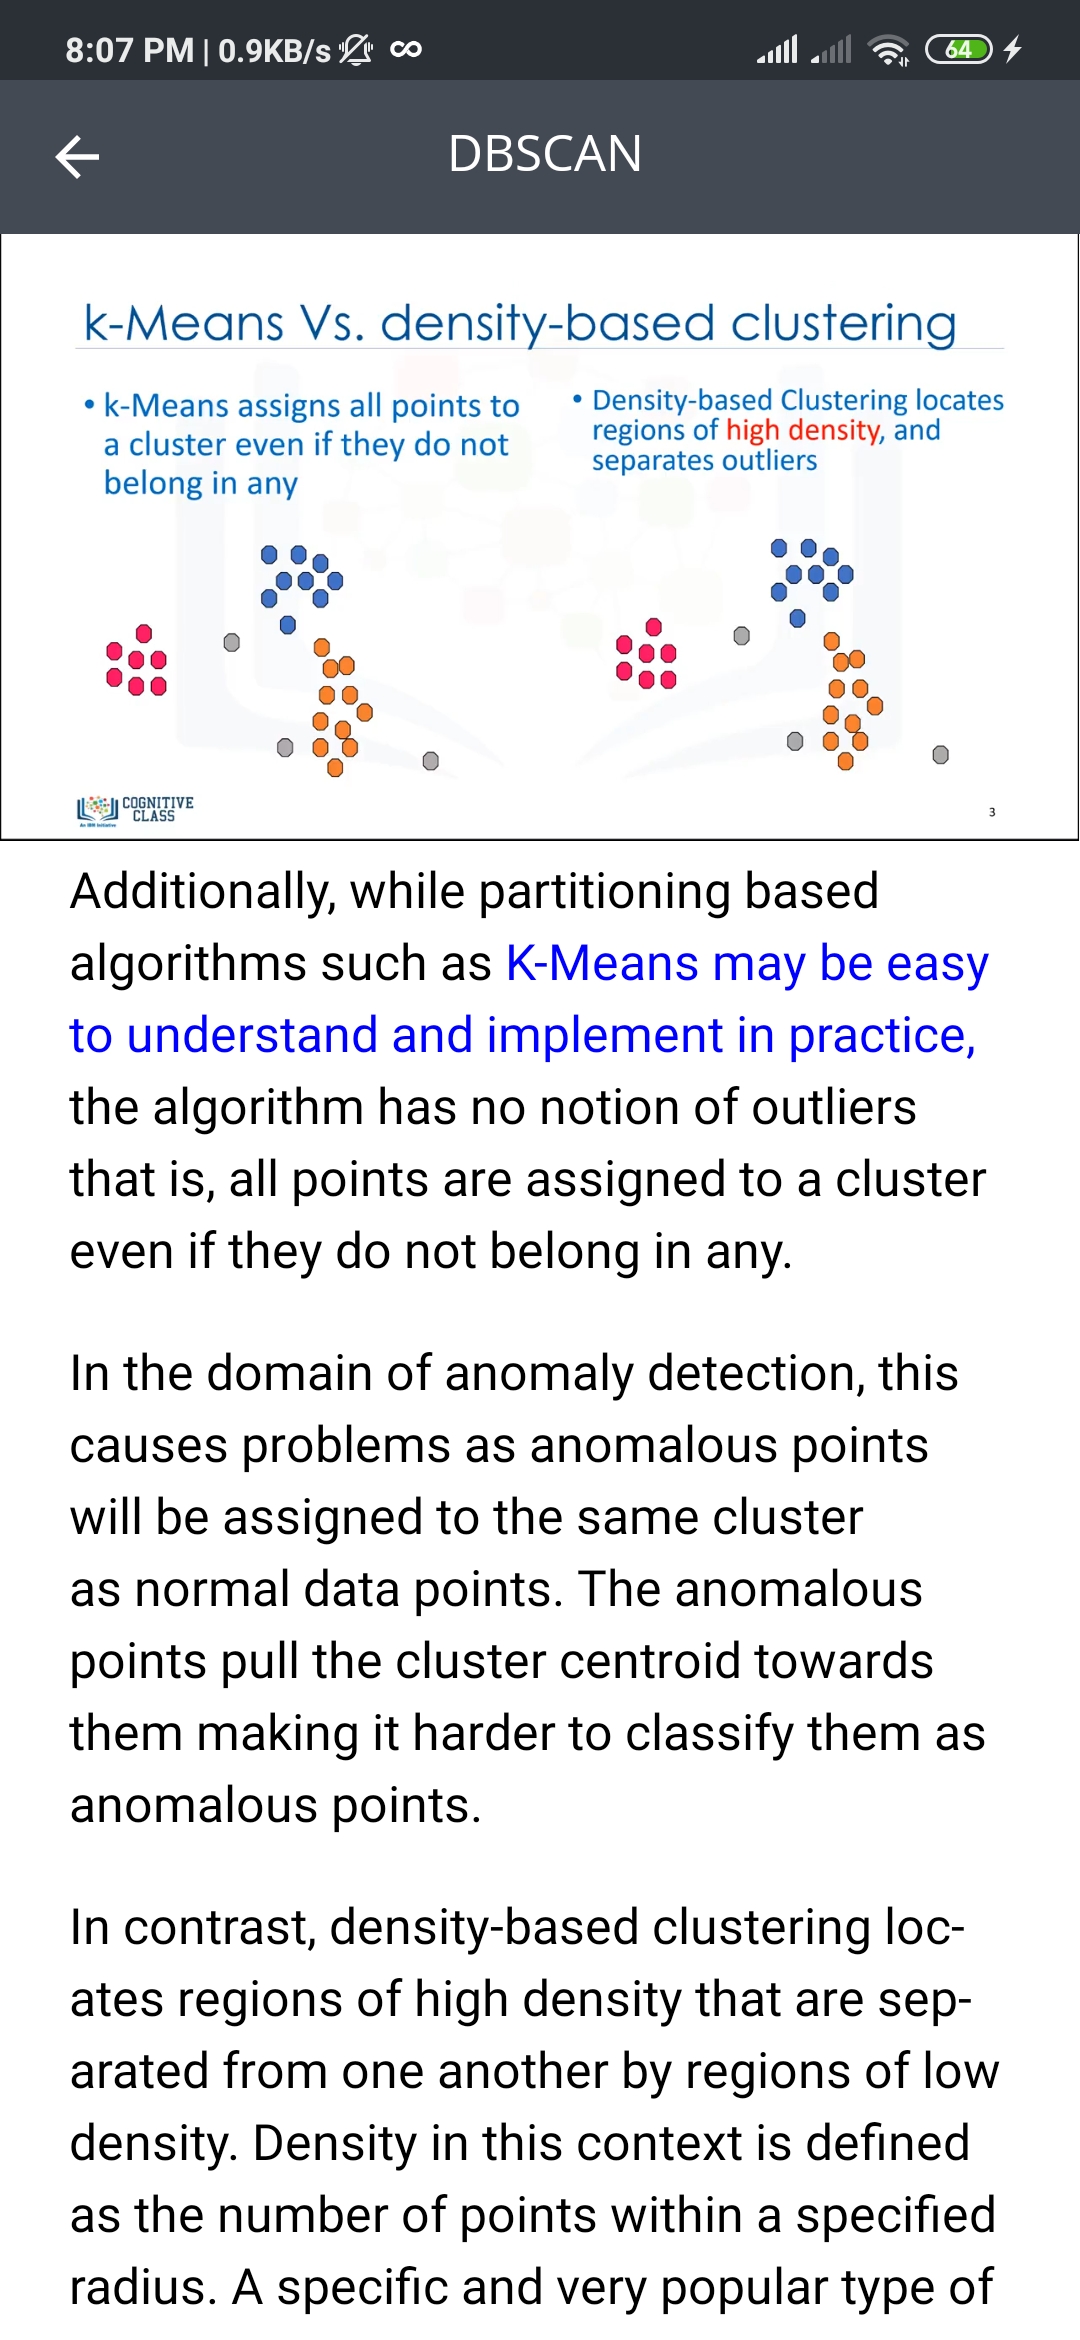 8:07 PM | 0.9KB/s
64
DBSCAN
k-Means Vs. density-based clustering
• k-Means assigns all points to
a cluster even if they do not
belong in any
• Density-based Clustering locates
regions of high density, and
separates outliers
COGNITIVE
CLASS
An IBM Initiative
3
Additionally, while partitioning based
algorithms such as K-Means may be easy
to understand and implement in practice,
the algorithm has no notion of outliers
that is, all points are assigned to a cluster
even if they do not belong in any.
In the domain of anomaly detection, this
causes problems as anomalous points
will be assigned to the same cluster
as normal data points. The anomalous
points pull the cluster centroid towards
them making it harder to classify them as
anomalous points.
In contrast, density-based clustering loc-
ates regions of high density that are sep-
arated from one another by regions of low
density. Density in this context is defined
as the number of points within a specified
radius. A specific and very popular type of